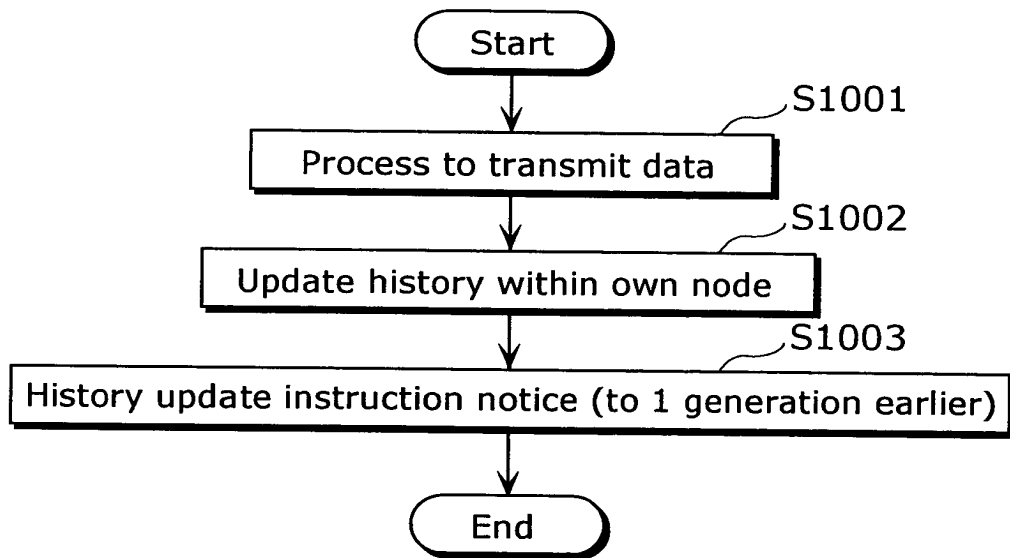 Start
S1001
Process to transmit data
S1002
Update history within own node
S1003
History update instruction notice (to 1 generation earlier)
End